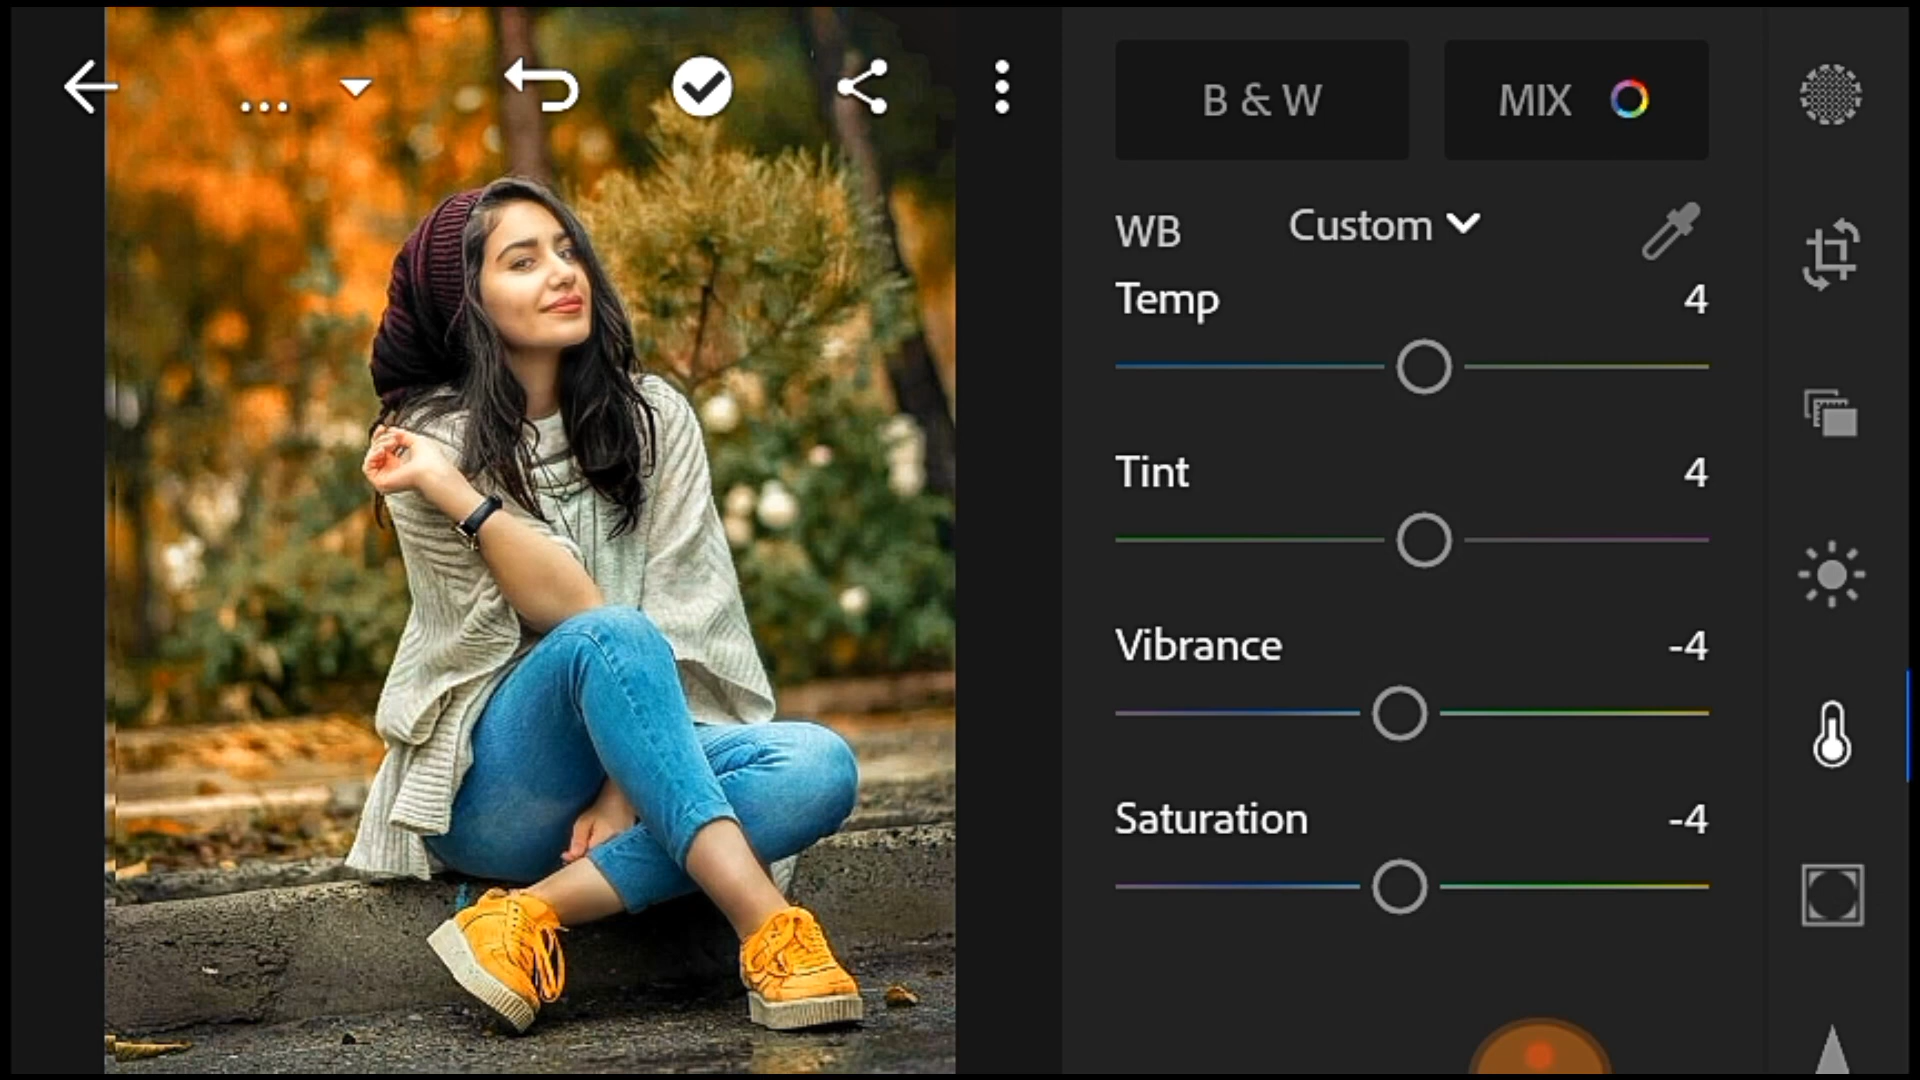 B & W
MIX
WB Custom
Temp 4
Tint 4
Vibrance -4
Saturation -4